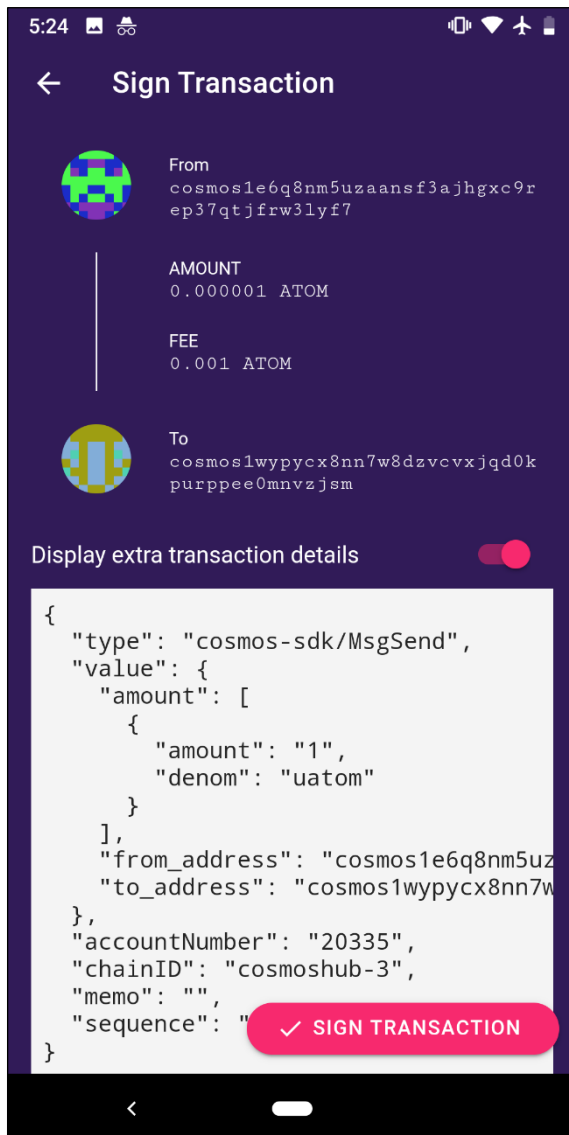 5:24
Sign Transaction
From
cosmos1e6q8nm5uzaansf3ajhgxc9r
ep37qtjfrw3lyf7
AMOUNT
0.000001 ATOM
FEE
0.001 ATOM
To
cosmos1wypycx8nn7w8dzvcvxjqd0k
purppee0mnvzjsm
Display extra transaction details
{
"type": "cosmos-sdk/MsgSend",
"value": {
"amount": [
{
"amount": "1",
"denom": "uatom"
}
],
"from_address": "cosmos1e6q8nm5uz
"to_address": "cosmos1wypycx8nn7w
},
"accountNumber": "20335",
"chainID": "cosmoshub-3",
"memo": "",
"sequence": "
SIGN TRANSACTION
}